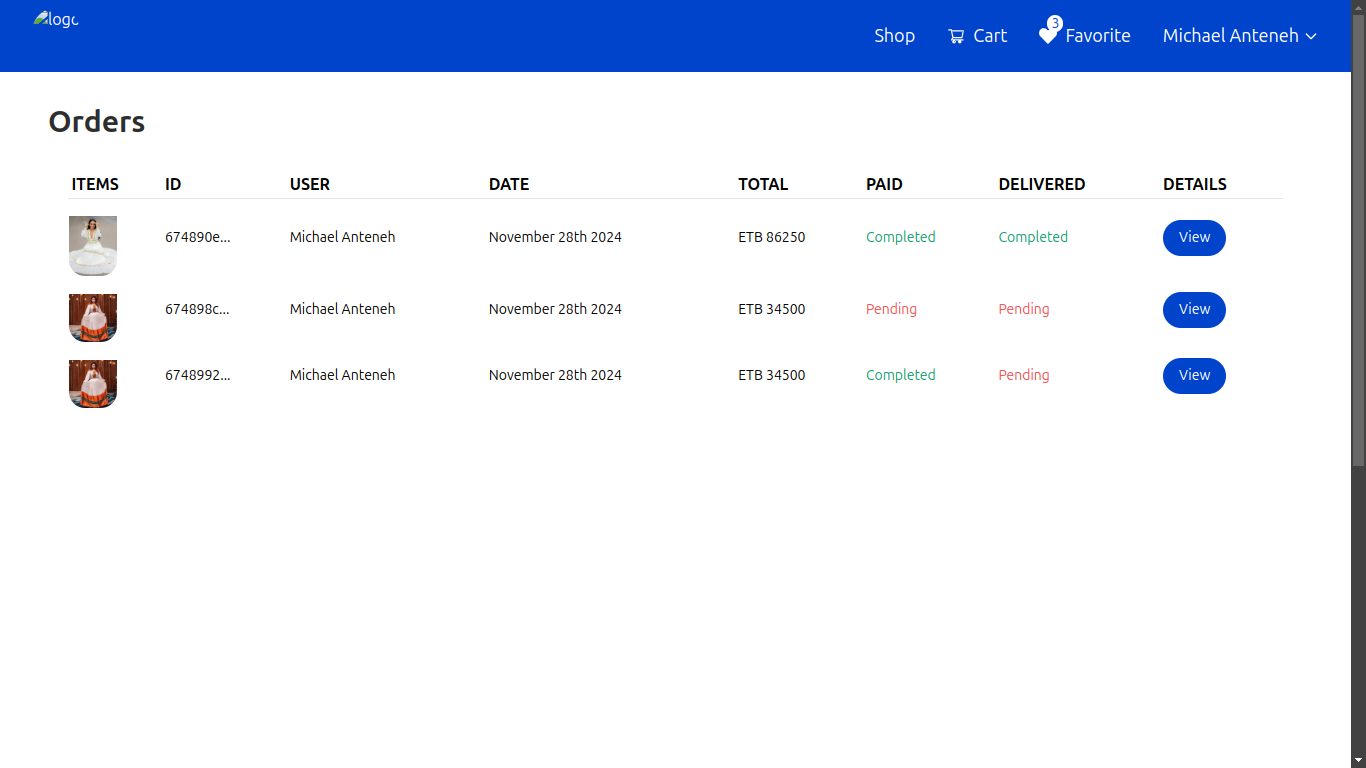 logo
Shop Cart 3 Favorite Michael Anteneh
Orders
ITEMS ID USER DATE TOTAL PAID DELIVERED DETAILS
674890e... Michael Anteneh November 28th 2024 ETB 86250 Completed Completed View
674898c... Michael Anteneh November 28th 2024 ETB 34500 Pending Pending View
6748992... Michael Anteneh November 28th 2024 ETB 34500 Completed Pending View